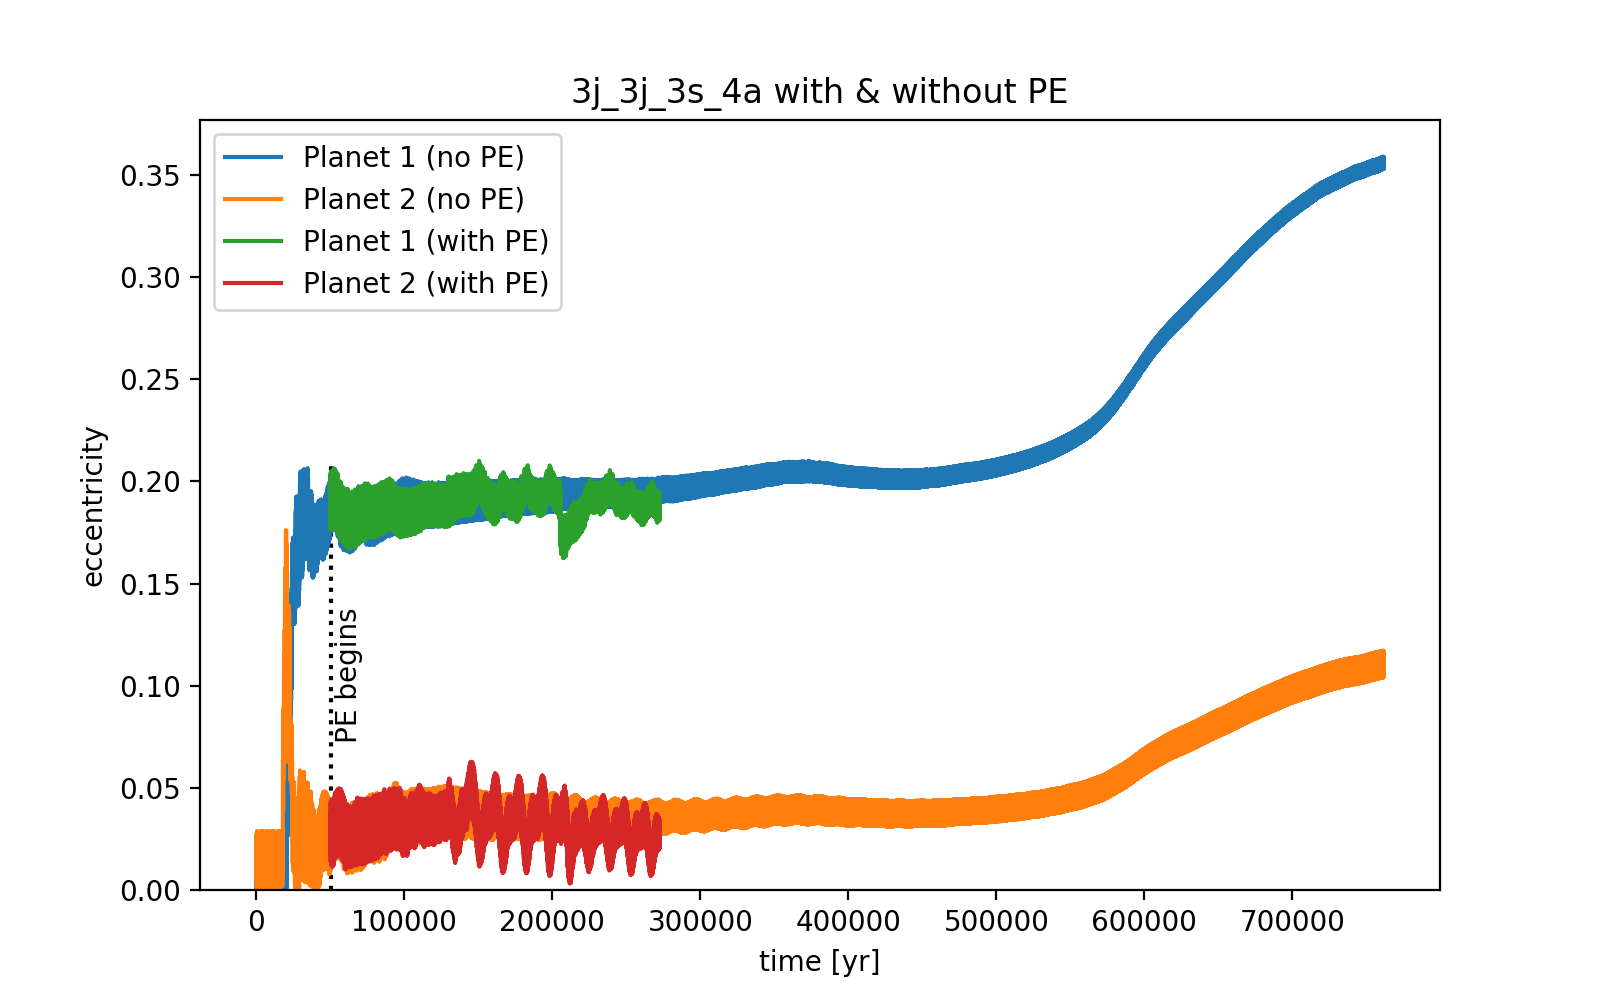 3j_3j_3s_4a with & without PE
Planet 1 (no PE)
Planet 2 (no PE)
Planet 1 (with PE)
Planet 2 (with PE)
0.35
0.30
0.25
0.20
0.15
0.10
0.05
0.00
eccentricity
PE begins
0
100000
200000
300000
400000
500000
600000
700000
time [yr]